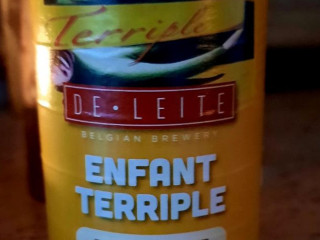 Terriple
DE • LEITE
BELGIAN BREWERY
ENFANT
TERRIPLE